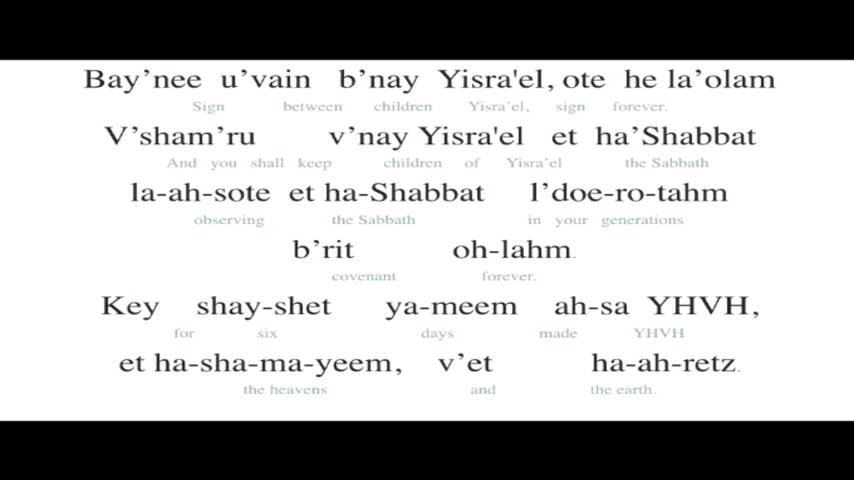 Bay’nee u’vain b’nay Yisra'el, ote he la’olam
Sign between children Yisra’el, sign forever.
V’sham’ru v’nay Yisra'el et ha’Shabbat
And you shall keep children of Yisra’el the Sabbath
la-ah-sote et ha-Shabbat l’doe-ro-tahm
observing the Sabbath in your generations
b’rit oh-lahm.
covenant forever.
Key shay-shet ya-meem ah-sa YHVH,
for six days made YHVH
et ha-sha-ma-yeem, v’et ha-ah-retz.
the heavens and the earth.